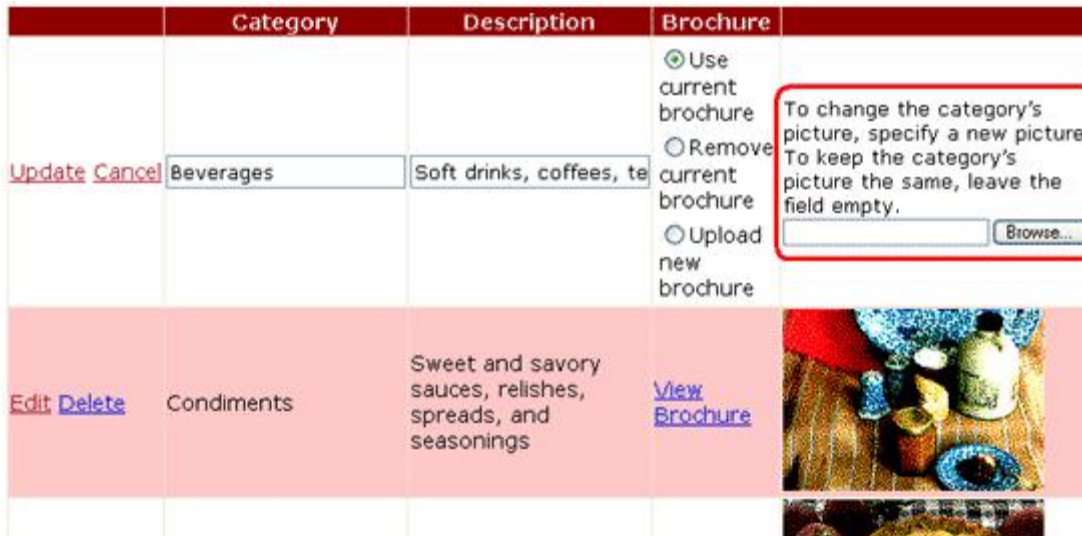 Category Description Brochure
Use
current
brochure
Remove
current
brochure
Upload
new
brochure
Update Cancel Beverages Soft drinks, coffees, te
To change the category's
picture, specify a new picture
To keep the category's
picture the same, leave the
field empty.
Browse...
Edit Delete Condiments
Sweet and savory
sauces, relishes,
spreads, and
seasonings
View
Brochure